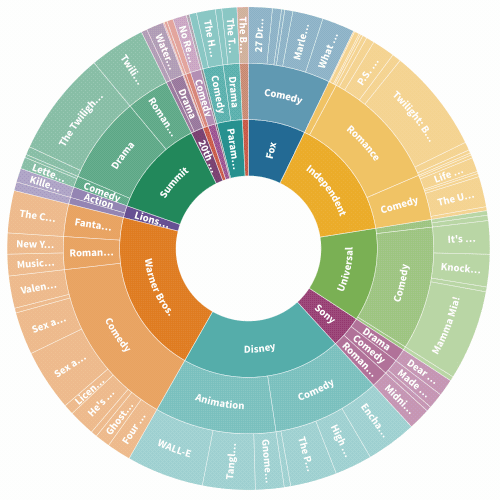 27 Dr...
Marle...
What ...
P.S. ...
Twilight: B...
Life ...
The U...
It's ...
Knock...
Mamma Mia!
Dear ...
Made ...
Midni...
Encha...
High ...
The P...
Gnome...
Tangl...
WALL-E
Four ...
Ghost...
He's ...
Licen...
Sex a...
Sex a...
Valen...
Music...
New Y...
The C...
Kille...
Lette...
The Twiligh...
Twili...
Water...
No Re...
The H...
The T...
The B...
Comedy
Romance
Comedy
Comedy
Drama
Comedy
Roman...
Comedy
Animation
Comedy
Roman...
Fanta...
Action
Comedy
Drama
Roman...
Drama
Comedy
Comedy
Drama
Fox
Independent
Universal
Sony
Disney
Warner Bros.
Lions...
Summit
20th ...
Param...